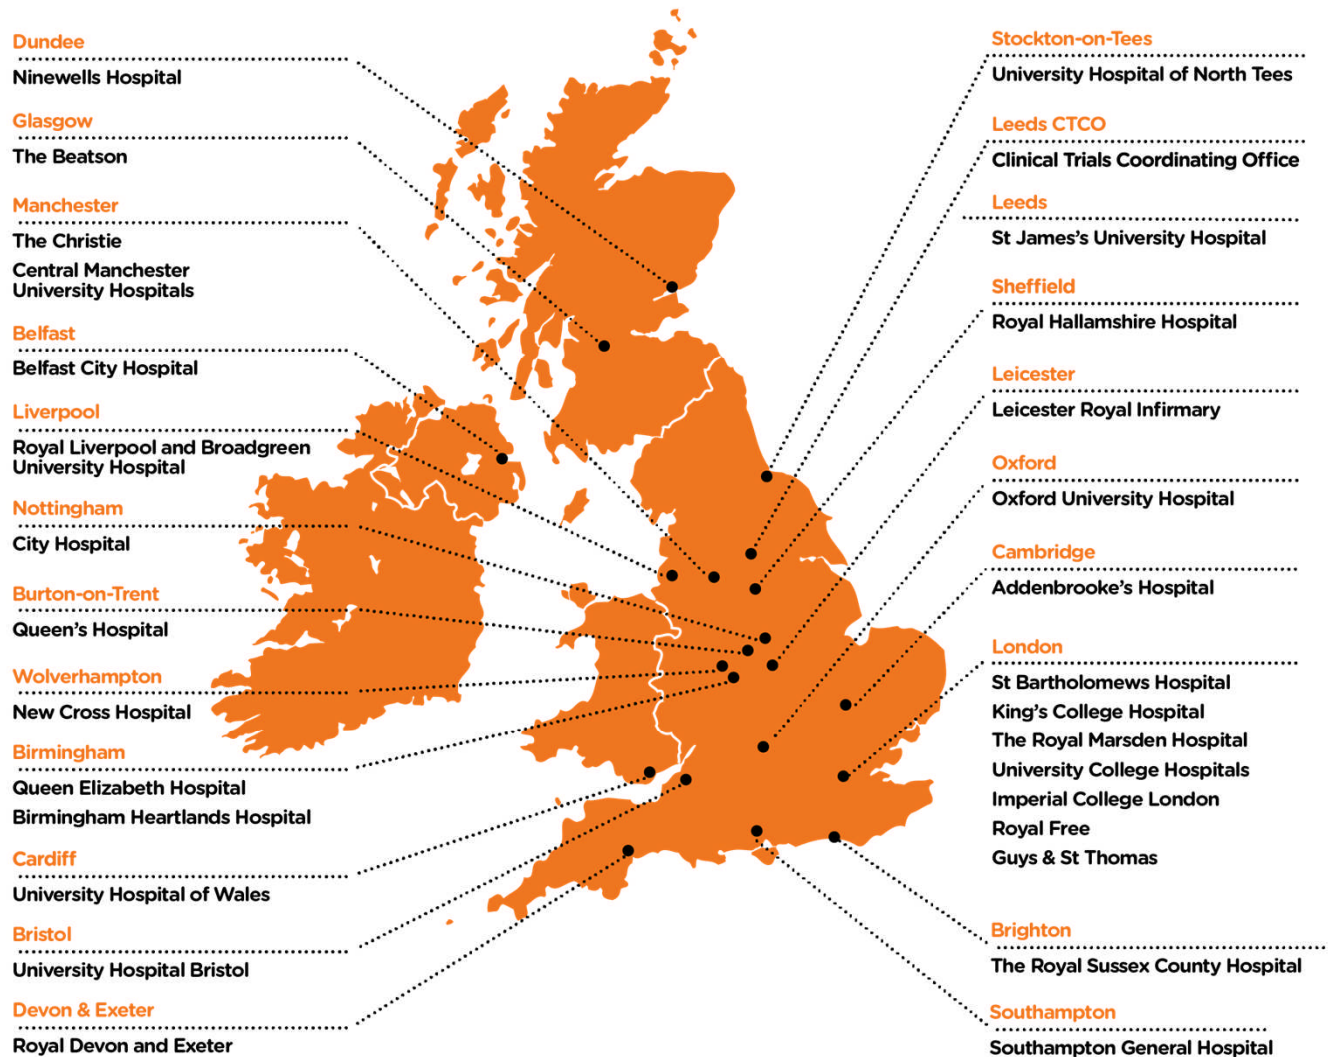 Dundee
Ninewells Hospital
Glasgow
The Beatson
Manchester
The Christie
Central Manchester
University Hospitals
Belfast
Belfast City Hospital
Liverpool
Royal Liverpool and Broadgreen
University Hospital
Nottingham
City Hospital
Burton-on-Trent
Queen's Hospital
Wolverhampton
New Cross Hospital
Birmingham
Queen Elizabeth Hospital
Birmingham Heartlands Hospital
Cardiff
University Hospital of Wales
Bristol
University Hospital Bristol
Devon & Exeter
Royal Devon and Exeter
Stockton-on-Tees
University Hospital of North Tees
Leeds CTCO
Clinical Trials Coordinating Office
Leeds
St James's University Hospital
Sheffield
Royal Hallamshire Hospital
Leicester
Leicester Royal Infirmary
Oxford
Oxford University Hospital
Cambridge
Addenbrooke's Hospital
London
St Bartholomews Hospital
King's College Hospital
The Royal Marsden Hospital
University College Hospitals
Imperial College London
Royal Free
Guys & St Thomas
Brighton
The Royal Sussex County Hospital
Southampton
Southampton General Hospital